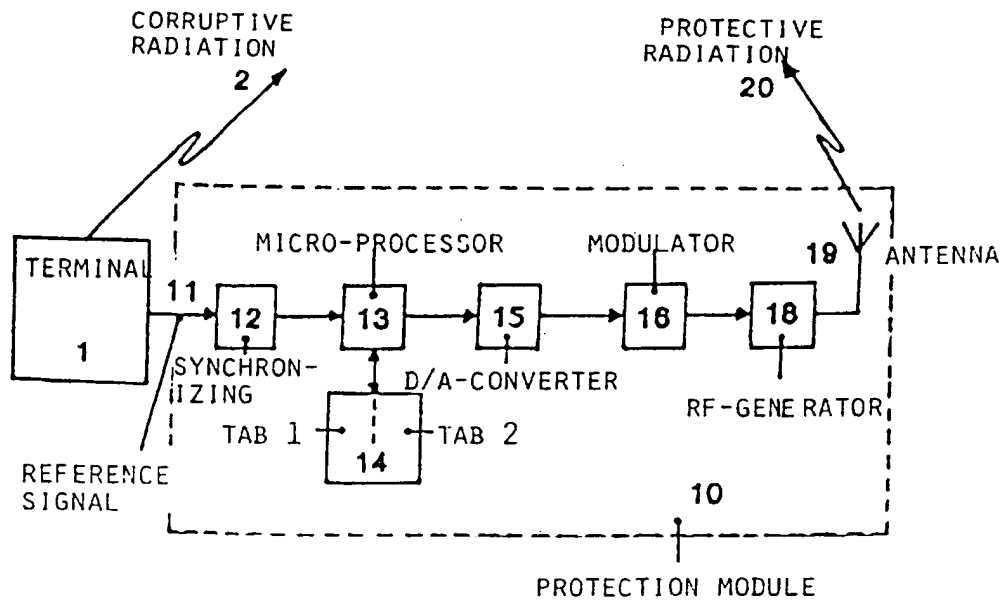 CORRUPTIVE
RADIATION
2
PROTECTIVE
RADIATION
20
MICRO-PROCESSOR
MODULATOR
19
ANTENNA
TERMINAL
11
12
13
15
16
18
1
SYNCHRON-
IZING
D/A-CONVERTER
RF-GENERATOR
TAB 1
TAB 2
14
REFERENCE
SIGNAL
10
PROTECTION MODULE